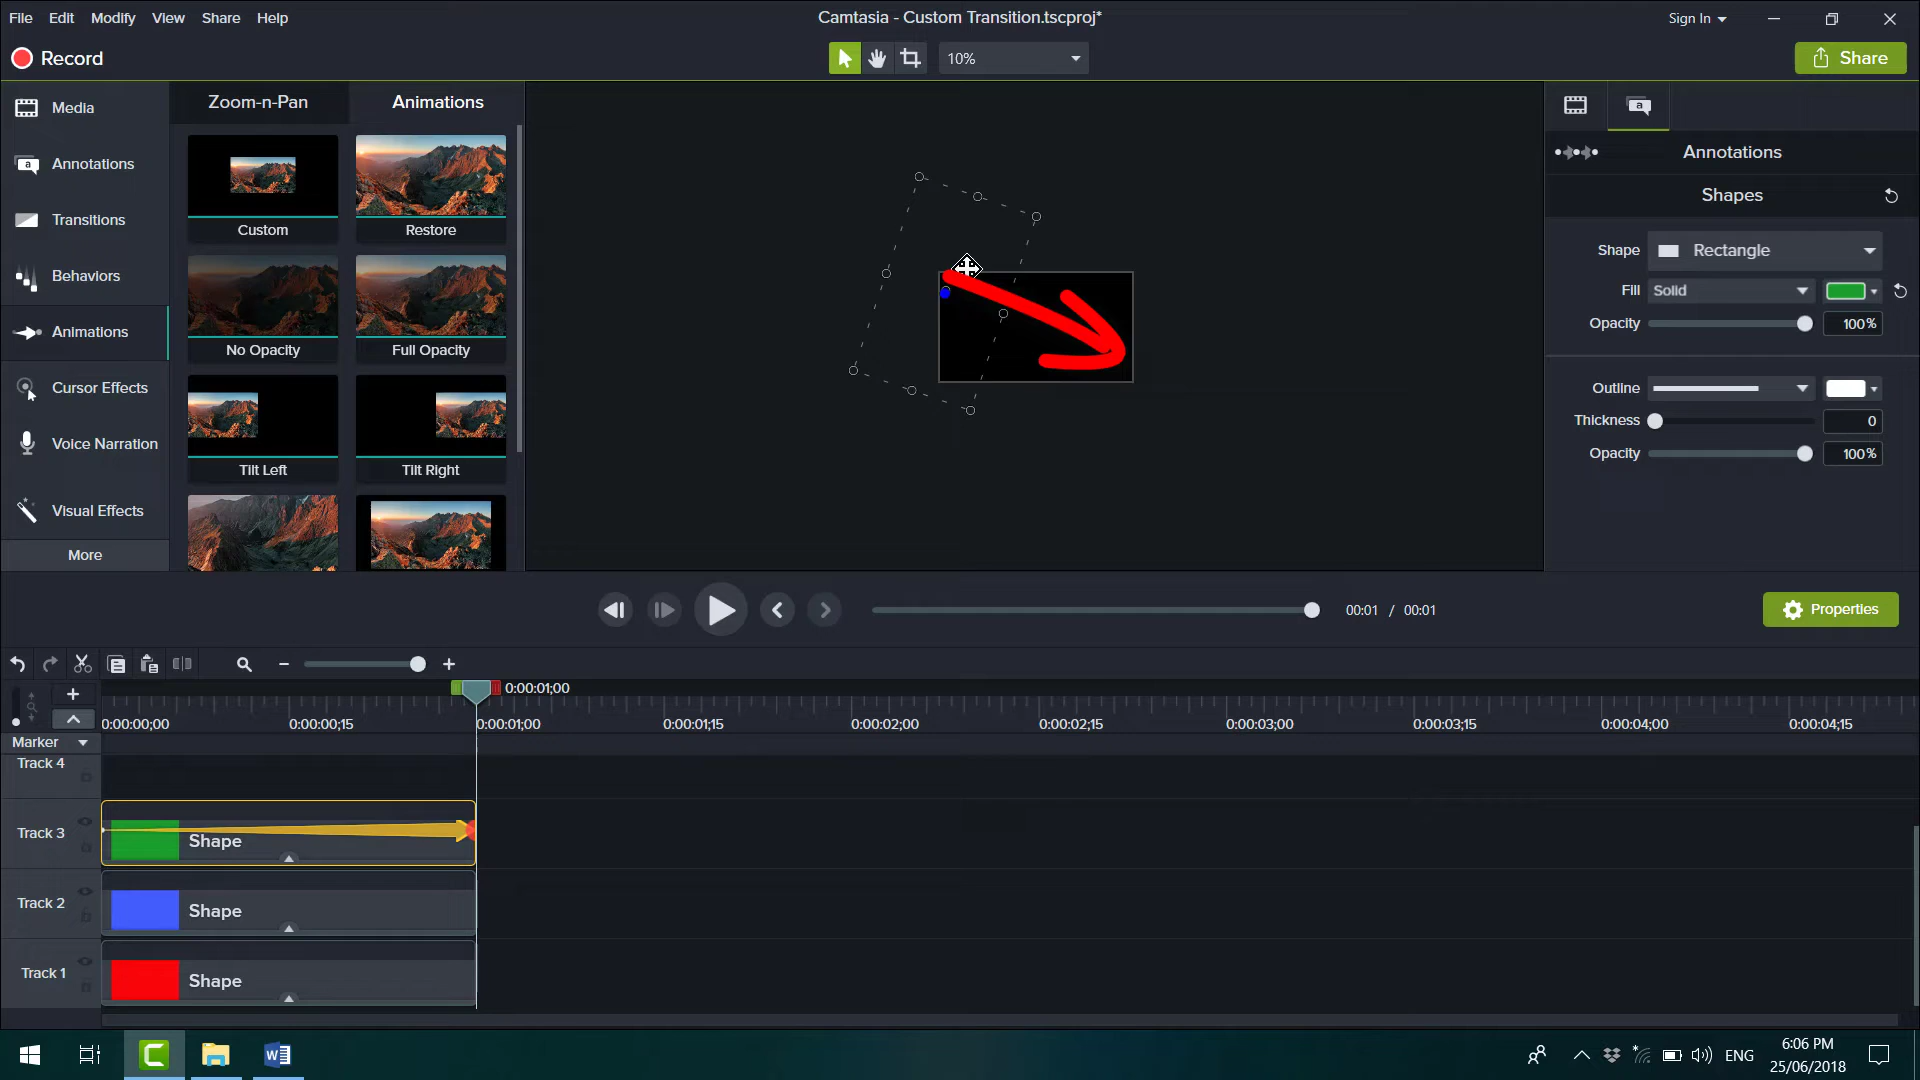 File Edit Modify View Share Help
Camtasia - Custom Transition.tscproj*
Sign In
Record
10%
Share
Media
Annotations
Transitions
Behaviors
Animations
Cursor Effects
Voice Narration
Visual Effects
More
Zoom-n-Pan Animations
Custom Restore
No Opacity Full Opacity
Tilt Left Tilt Right
a
Annotations
Shapes
Shape Rectangle
Fill Solid
Opacity 100%
Outline
Thickness 0
Opacity 100%
00:01 / 00:01
Properties
0:00:01;00
0:00:00;00 0:00:00;15 0:00:01;00 0:00:01;15 0:00:02;00 0:00:02;15 0:00:03;00 0:00:03;15 0:00:04;00 0:00:04;15
Marker
Track 4
Track 3 Shape
Track 2 Shape
Track 1 Shape
ENG
6:06 PM
25/06/2018